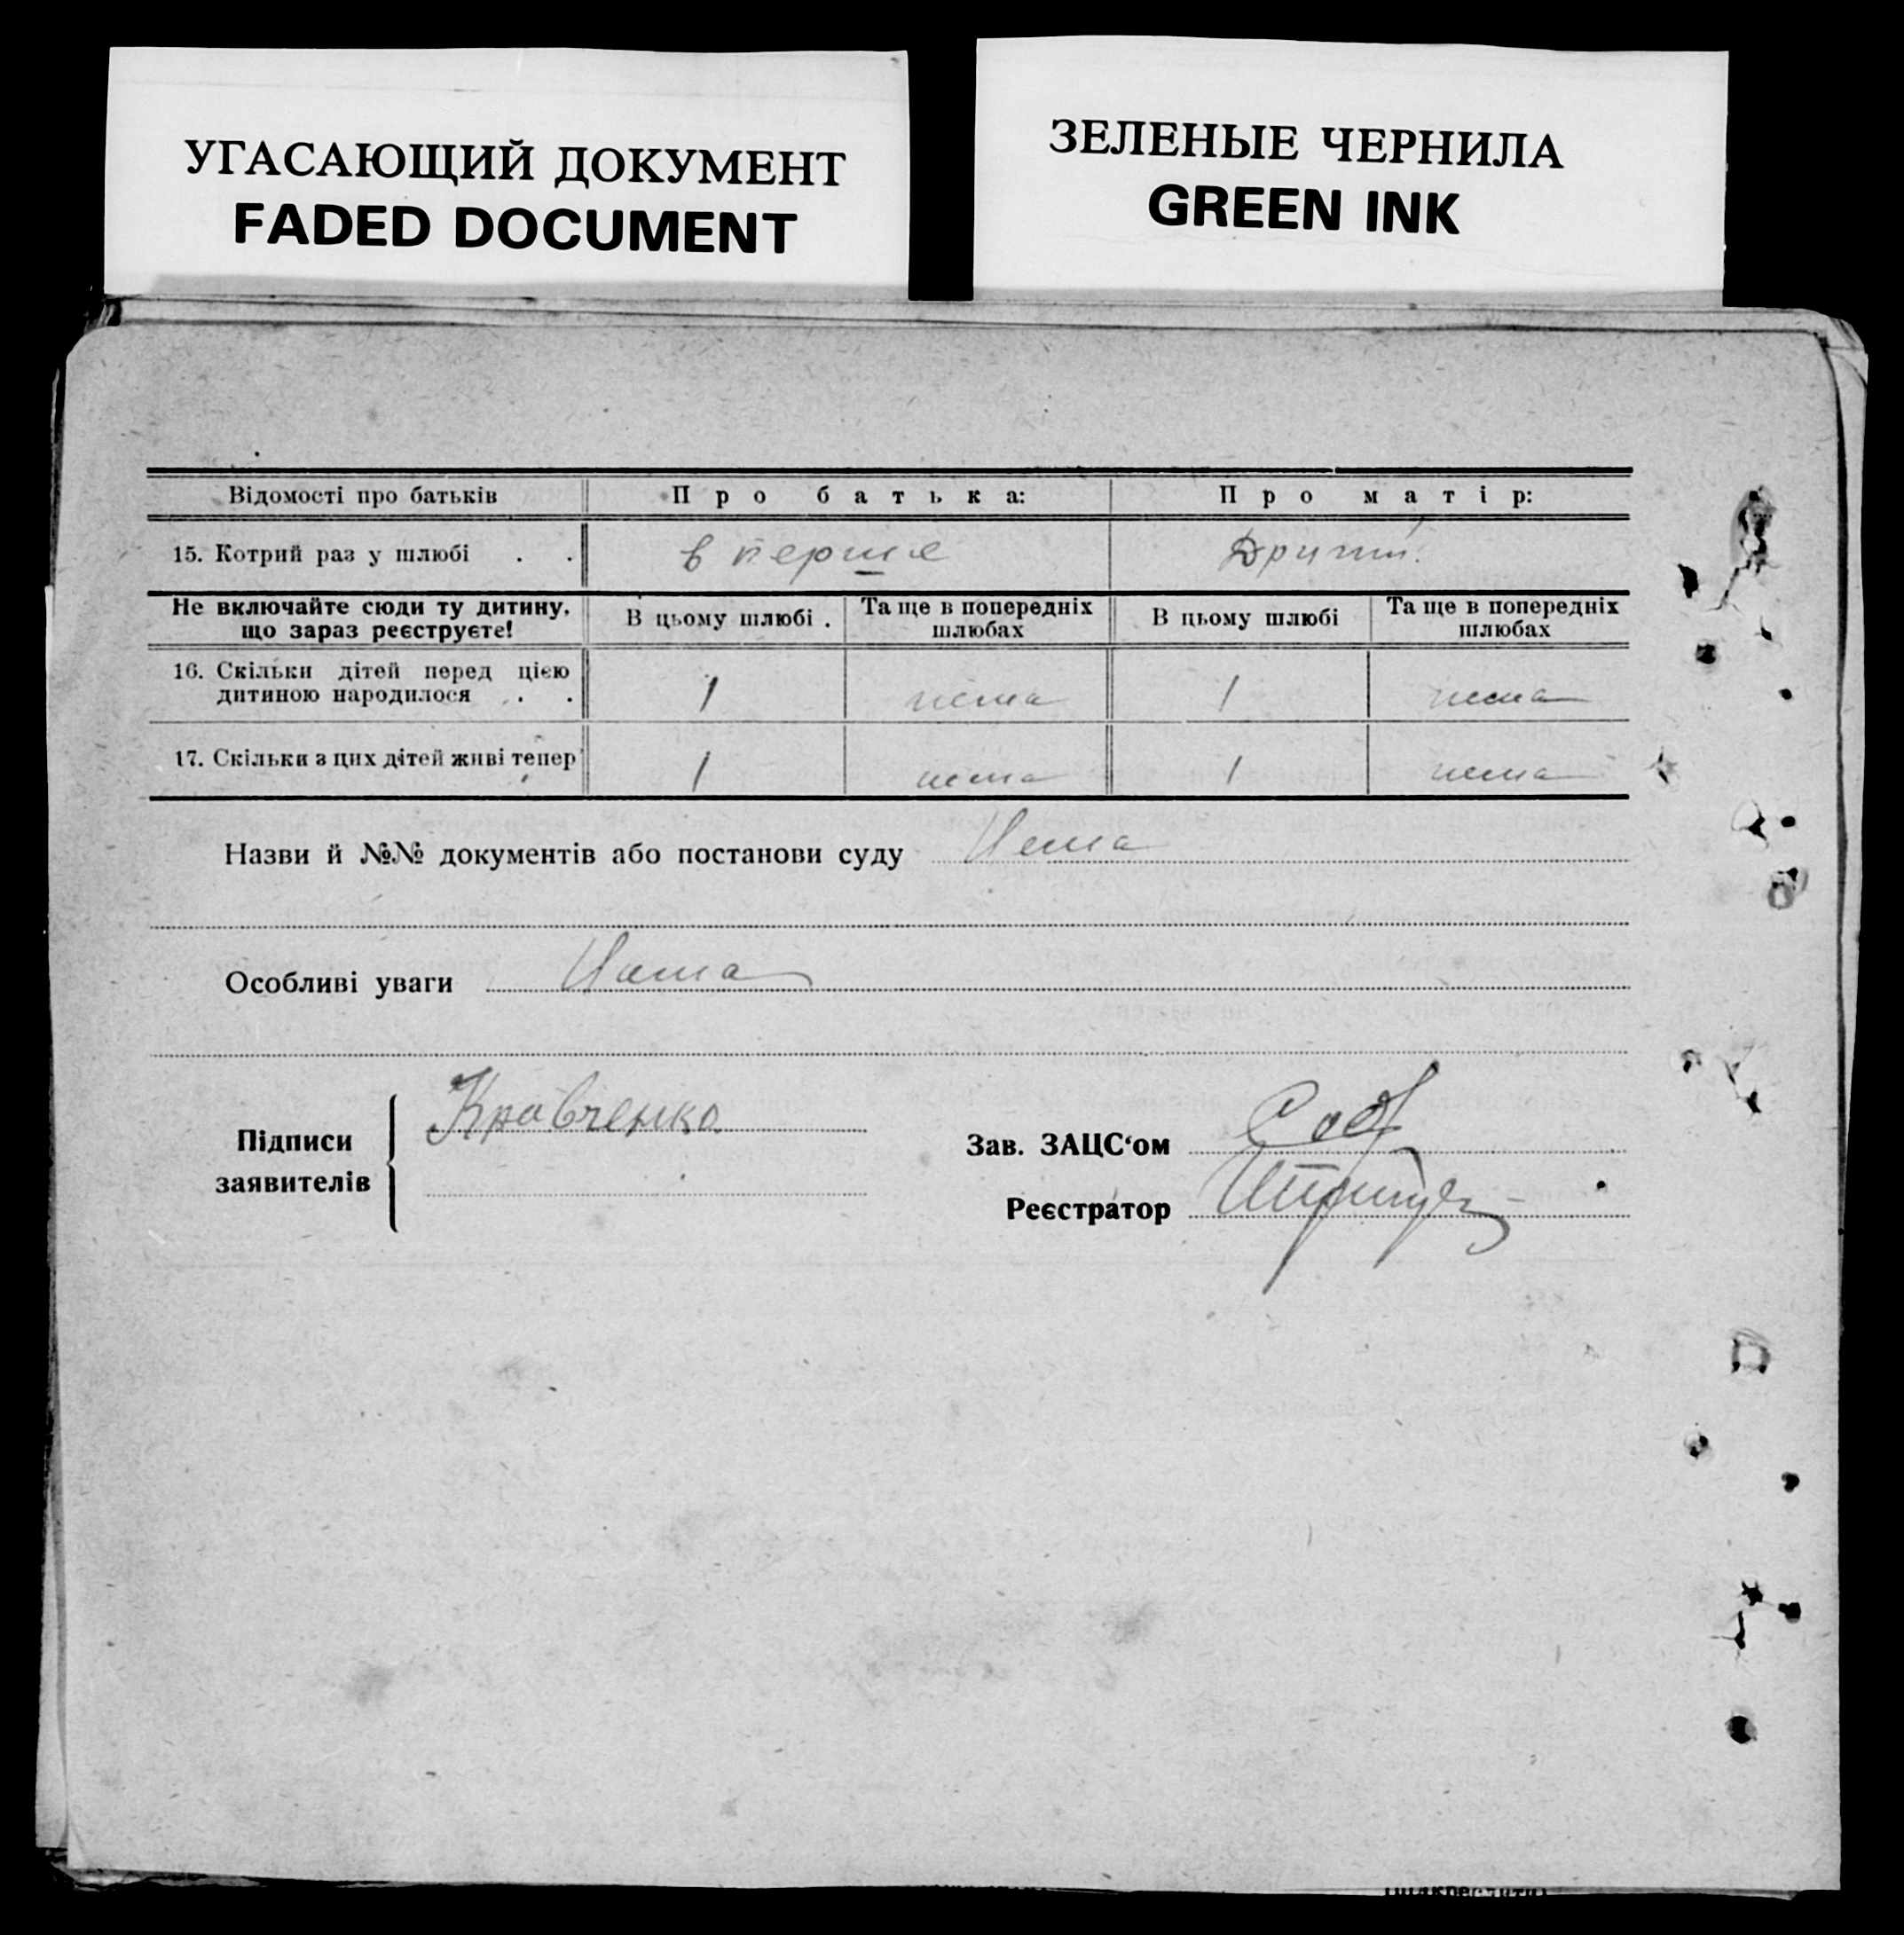 УГАСАЮЩИЙ ДОКУМЕНТ
FADED DOCUMENT
ЗЕЛЕНЫЕ ЧЕРНИЛА
GREEN INK
Відомості про батьків Про батька: Про матір:
15. Котрий раз у шлюбі . . в перше Другий.
Не включайте сюди ту дитину, що зараз реєструєте! В цьому шлюбі . Та ще в попередніх шлюбах В цьому шлюбі Та ще в попередніх шлюбах
16. Скільки дітей перед цією
дитиною народилося . . 1 нема 1 нема
17. Скільки з цих дітей живі тепер 1 нема 1 нема
Назви й №№ документів або постанови суду Нема
Особливі уваги Нема
Підписи заявителів Кравченко
Зав. ЗАЦС‘ом
Реєстратор